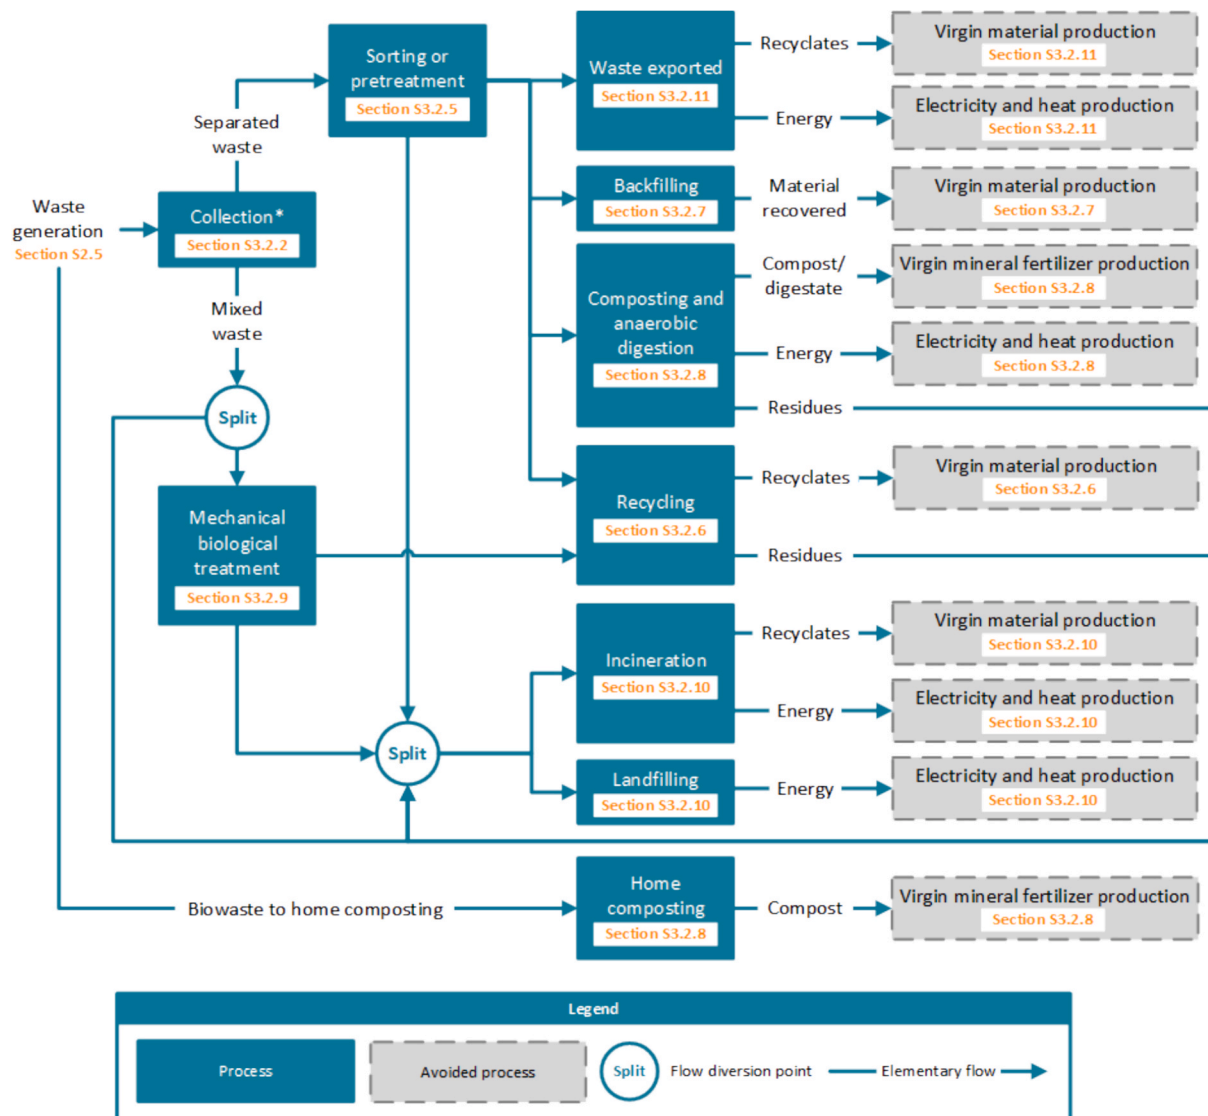 Waste
generation
Section S2.5
Collection*
Section S3.2.2
Separated
waste
Mixed
waste
Sorting or
pretreatment
Section S3.2.5
Split
Mechanical
biological
treatment
Section S3.2.9
Split
Waste exported
Section S3.2.11
Recyclates
Virgin material production
Section S3.2.11
Energy
Electricity and heat production
Section S3.2.11
Backfilling
Section S3.2.7
Material
recovered
Virgin material production
Section S3.2.7
Composting and
anaerobic
digestion
Section S3.2.8
Compost/
digestate
Virgin mineral fertilizer production
Section S3.2.8
Energy
Electricity and heat production
Section S3.2.8
Residues
Recycling
Section S3.2.6
Recyclates
Virgin material production
Section S3.2.6
Residues
Incineration
Section S3.2.10
Recyclates
Virgin material production
Section S3.2.10
Energy
Electricity and heat production
Section S3.2.10
Landfilling
Section S3.2.10
Energy
Electricity and heat production
Section S3.2.10
Biowaste to home composting
Home
composting
Section S3.2.8
Compost
Virgin mineral fertilizer production
Section S3.2.8
Legend
Process
Avoided process
Split
Flow diversion point
Elementary flow